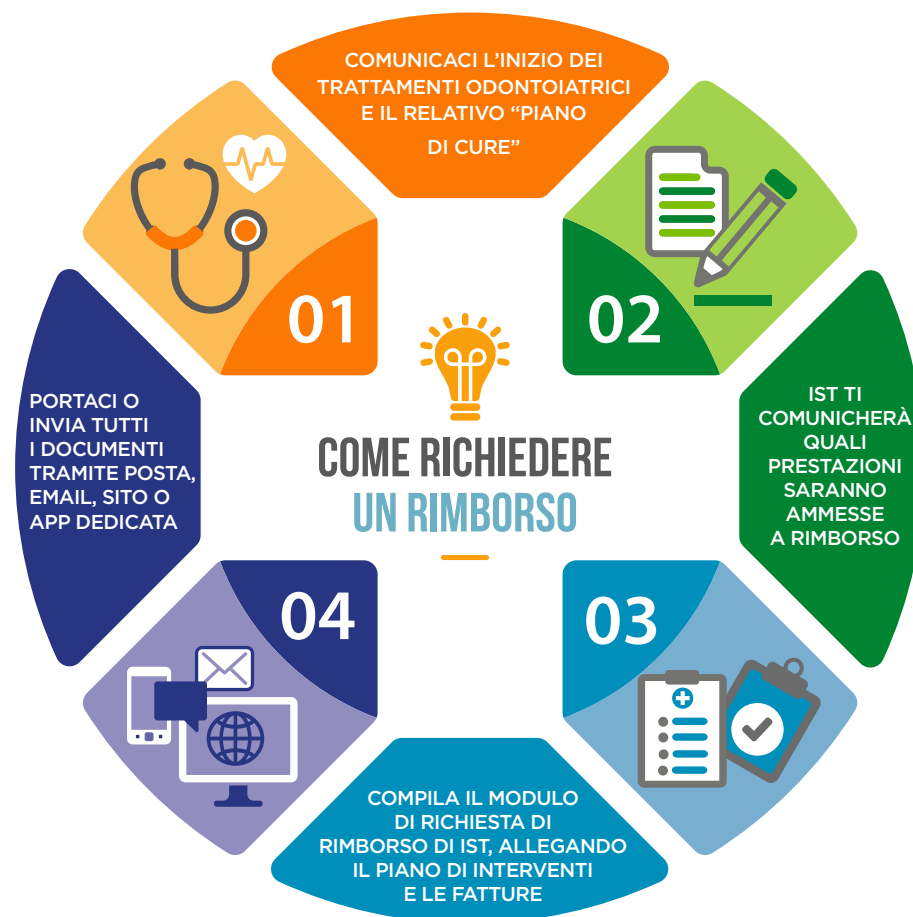 COME RICHIEDERE
UN RIMBORSO
01
COMUNICACI L’INIZIO DEI
TRATTAMENTI ODONTOIATRICI
E IL RELATIVO “PIANO
DI CURE”
02
IST TI
COMUNICHERÀ
QUALI
PRESTAZIONI
SARANNO
AMMESSE
A RIMBORSO
03
COMPILA IL MODULO
DI RICHIESTA DI
RIMBORSO DI IST, ALLEGANDO
IL PIANO DI INTERVENTI
E LE FATTURE
04
PORTACI O
INVIA TUTTI
I DOCUMENTI
TRAMITE POSTA,
EMAIL, SITO O
APP DEDICATA